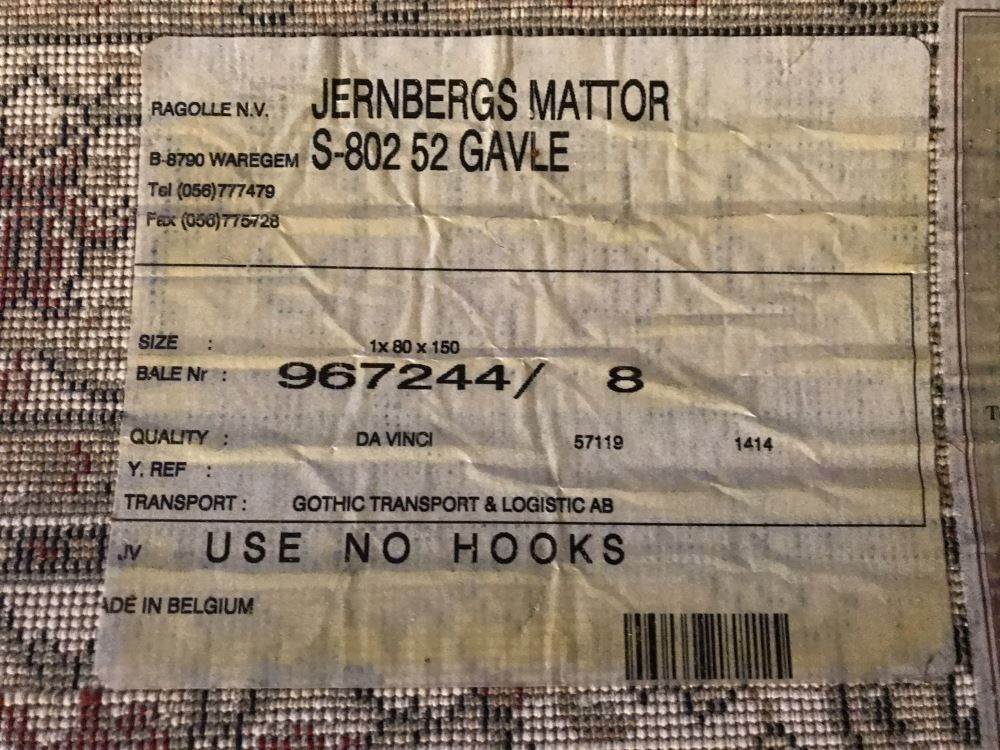 RAGOLLE N.V. JERNBERGS MATTOR
B-8790 WAREGEM S-802 52 GAVLE
Tel (056)777479
Fax (056)775728
SIZE : 1x 80 x 150
BALE Nr : 967244/ 8
QUALITY : DA VINCI 57119 1414
Y. REF :
TRANSPORT : GOTHIC TRANSPORT & LOGISTIC AB
JV USE NO HOOKS
ADE IN BELGIUM
T